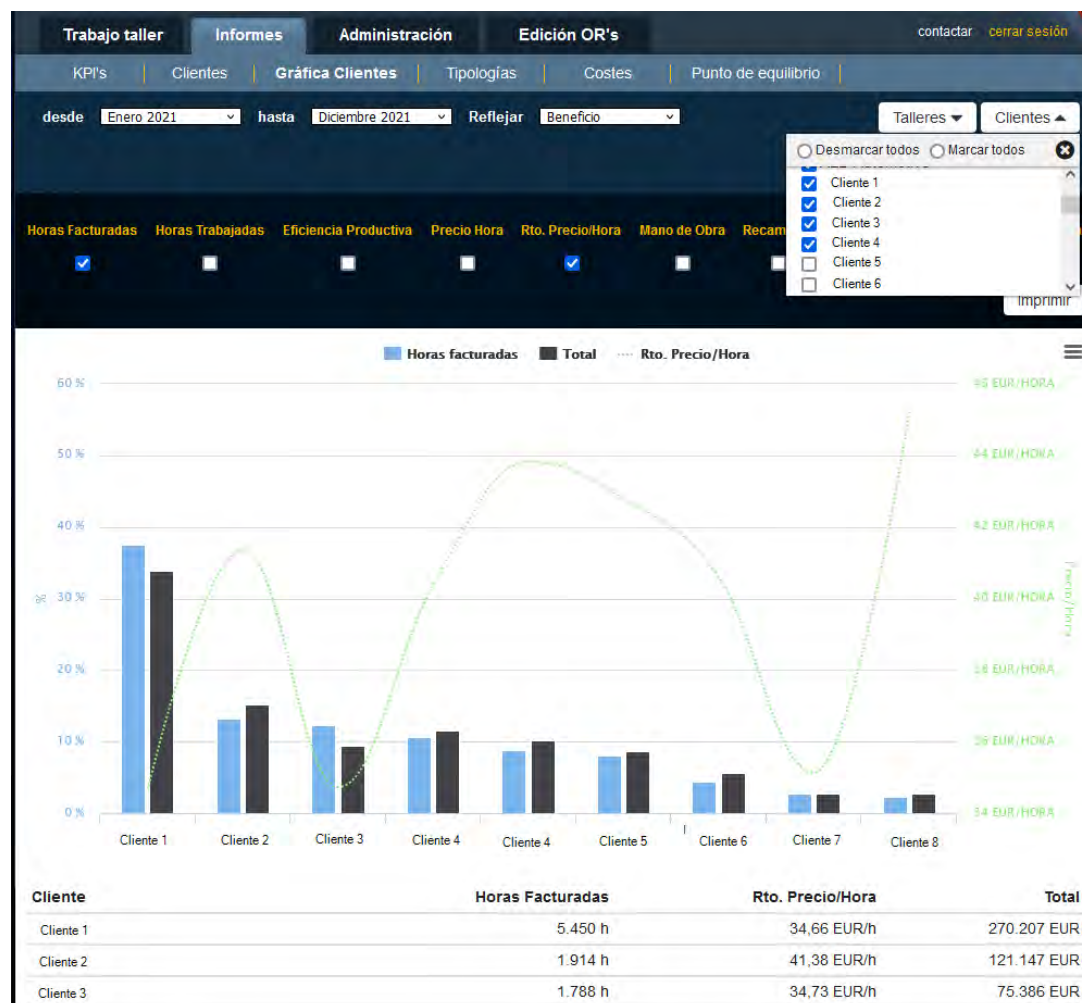 Trabajo taller Informes Administración Edición OR's contactar cerrar sesión
KPI's Clientes Gráfica Clientes Tipologías Costes Punto de equilibrio
desde Enero 2021 hasta Diciembre 2021 Reflejar Beneficio Talleres Clientes
Desmarcar todos Marcar todos
Cliente 1
Cliente 2
Cliente 3
Cliente 4
Cliente 5
Cliente 6
Horas Facturadas Horas Trabajadas Eficiencia Productiva Precio Hora Rto. Precio/Hora Mano de Obra Recam
Imprimir
Horas facturadas Total Rto. Precio/Hora
60 %
50 % 44 EUR/HORA
40 % 42 EUR/HORA
% 30 % 40 EUR/HORA Precio/Hora
20 % 38 EUR/HORA
10 % 36 EUR/HORA
0 % 34 EUR/HORA
Cliente 1 Cliente 2 Cliente 3 Cliente 4 Cliente 4 Cliente 5 Cliente 6 Cliente 7 Cliente 8
Cliente Horas Facturadas Rto. Precio/Hora Total
Cliente 1 5.450 h 34,66 EUR/h 270.207 EUR
Cliente 2 1.914 h 41,38 EUR/h 121.147 EUR
Cliente 3 1.788 h 34,73 EUR/h 75.386 EUR